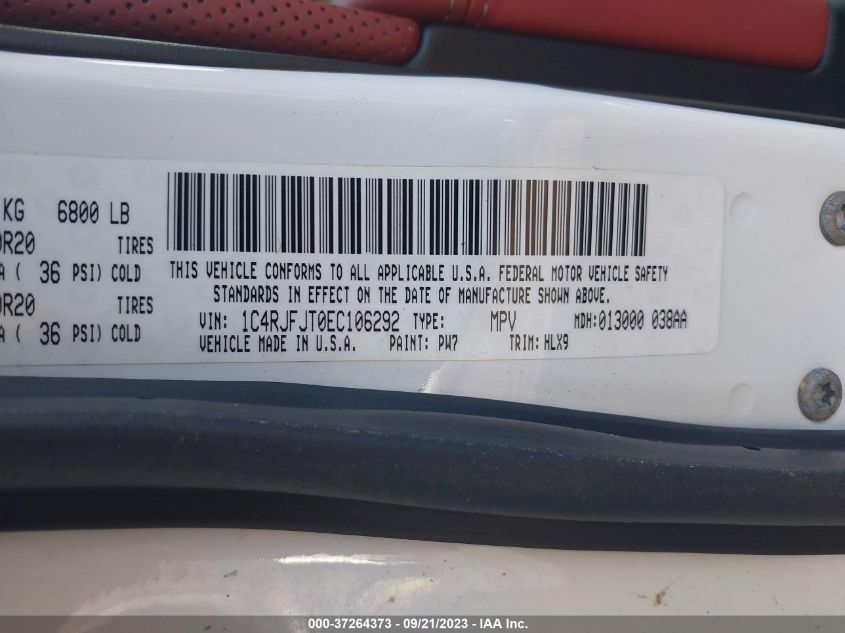 KG 6800 LB
0R20 TIRES
A ( 36 PSI) COLD
0R20 TIRES
A ( 36 PSI) COLD
THIS VEHICLE CONFORMS TO ALL APPLICABLE U.S.A. FEDERAL MOTOR VEHICLE SAFETY
STANDARDS IN EFFECT ON THE DATE OF MANUFACTURE SHOWN ABOVE.
VIN: 1C4RJFJT0EC106292 TYPE: MPV MDH:013000 038AA
VEHICLE MADE IN U.S.A. PAINT: PW7 TRIM: HLX9
000-37264373 - 09/21/2023 - IAA Inc.